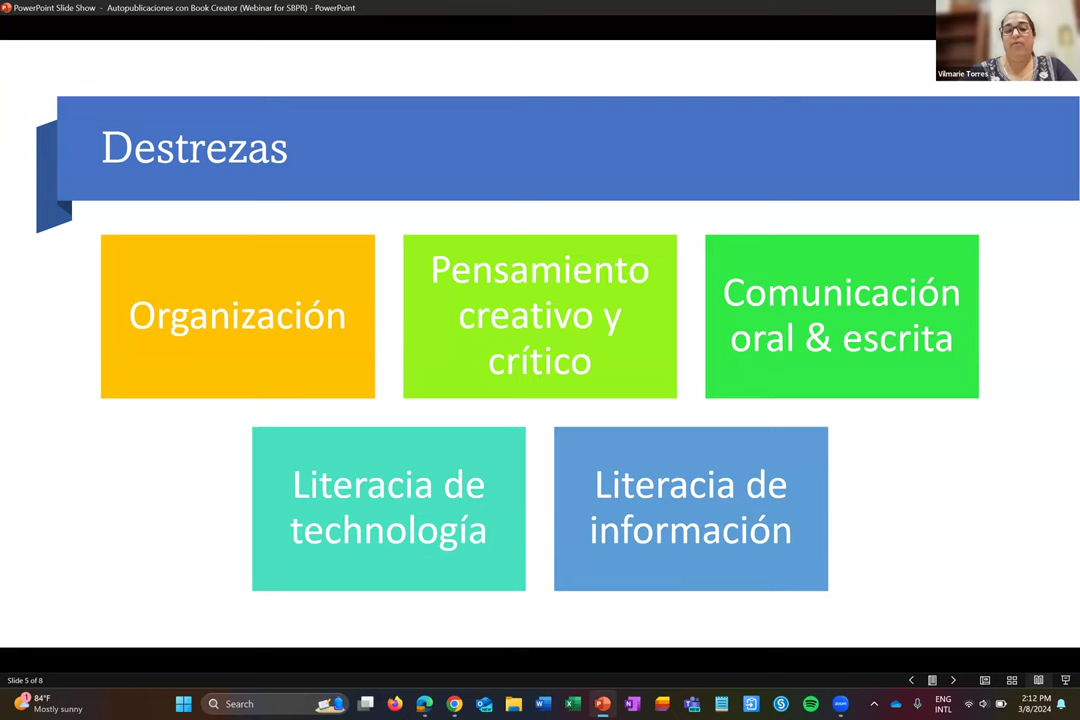 PowerPoint Slide Show - Autopublicaciones con Book Creator (Webinar for SBPR) - PowerPoint
Vilmarie Torres
Destrezas
Organización
Pensamiento
creativo y
crítico
Comunicación
oral & escrita
Literacia de
technología
Literacia de
información
Slide 5 of 8
1
84°F
Mostly sunny
Search
zoom
ENG
INTL
2:12 PM
3/8/2024